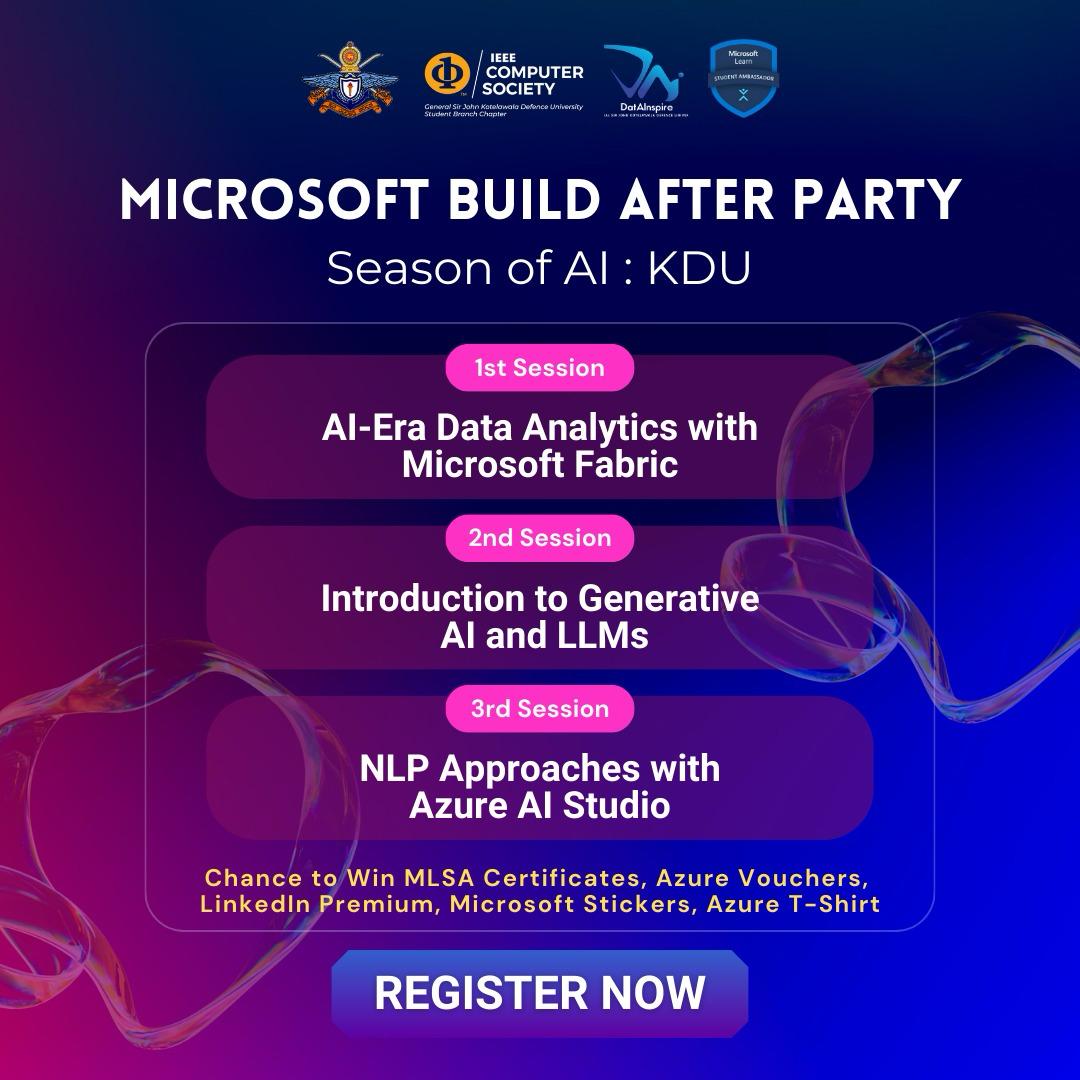 IEEE
COMPUTER
SOCIETY
General Sir John Kotelawala Defence University
Student Branch Chapter
DatAInspire
Microsoft
Learn
STUDENT AMBASSADOR
MICROSOFT BUILD AFTER PARTY
Season of AI : KDU
1st Session
AI-Era Data Analytics with
Microsoft Fabric
2nd Session
Introduction to Generative
AI and LLMs
3rd Session
NLP Approaches with
Azure AI Studio
Chance to Win MLSA Certificates, Azure Vouchers,
LinkedIn Premium, Microsoft Stickers, Azure T-Shirt
REGISTER NOW